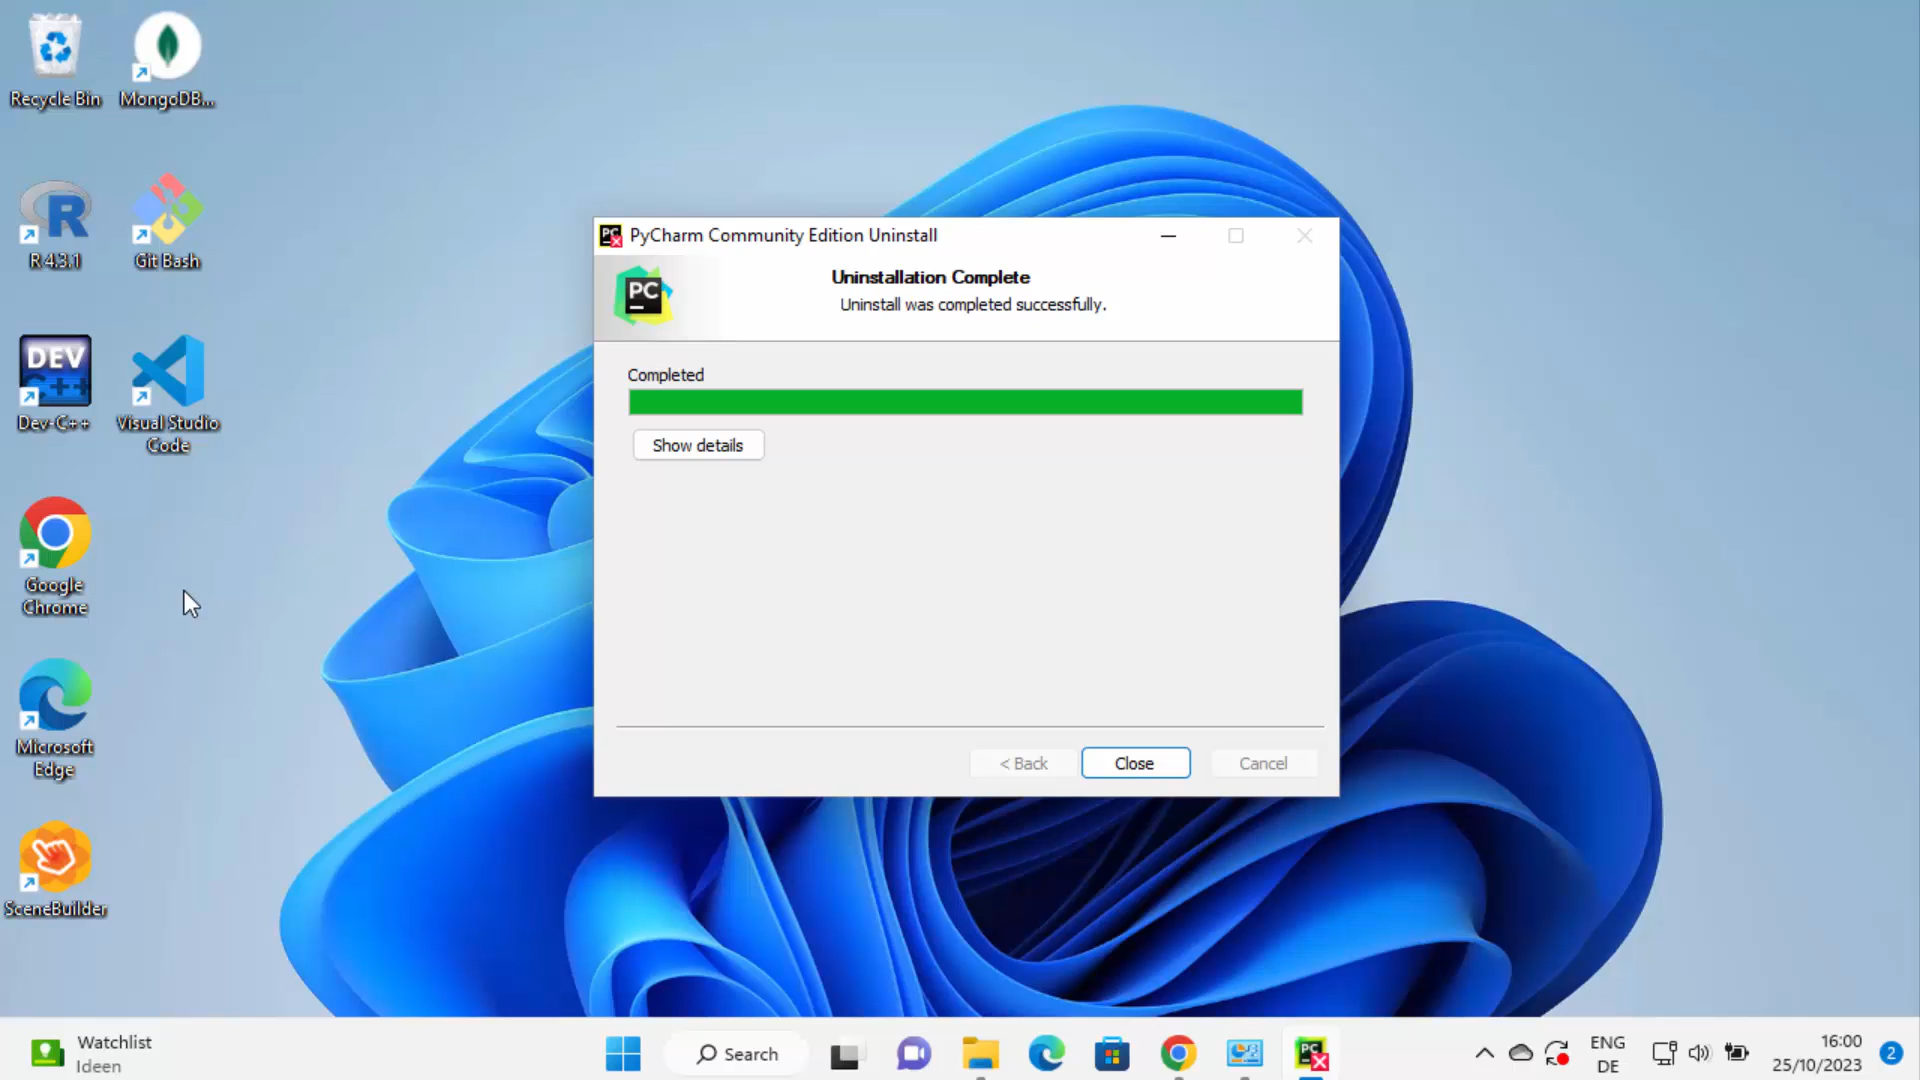 Recycle Bin
MongoDB...
R 4.3.1
Git Bash
DEV
C++
Dev-C++
Visual Studio
Code
Google
Chrome
Microsoft
Edge
SceneBuilder
PC
PyCharm Community Edition Uninstall
PC
Uninstallation Complete
Uninstall was completed successfully.
Completed
Show details
< Back
Close
Cancel
Watchlist
Ideen
Search
PC
ENG
DE
16:00
25/10/2023
2